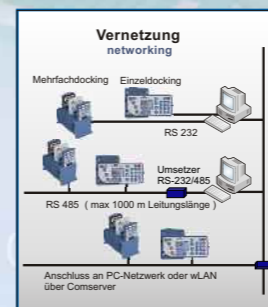 Vernetzung
networking
Mehrfachdocking Einzeldocking
RS 232
Umsetzer
RS-232/485
RS 485 ( max 1000 m Leitungslänge )
Anschluss an PC-Netzwerk oder wLAN
über Comserver